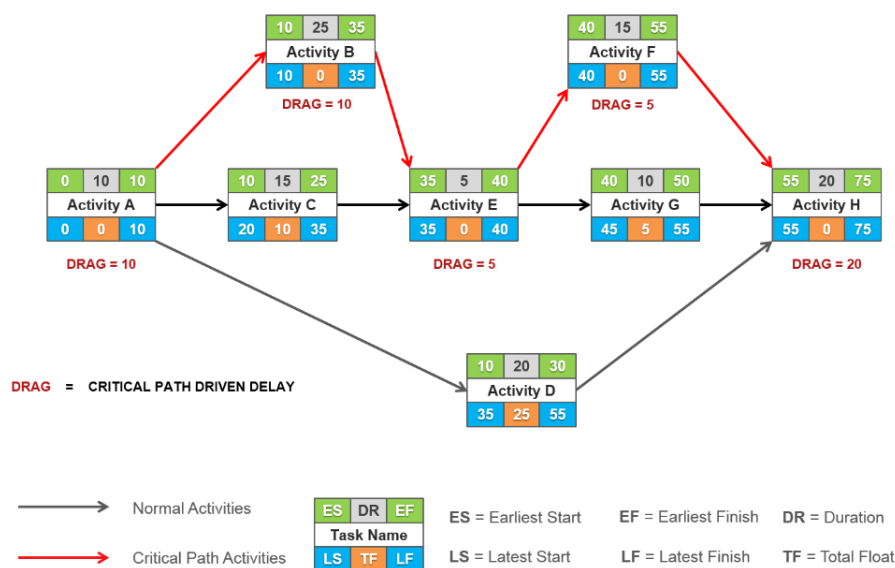 10 25 35
Activity B
10 0 35
DRAG = 10
40 15 55
Activity F
40 0 55
DRAG = 5
0 10 10
Activity A
0 0 10
DRAG = 10
10 15 25
Activity C
20 10 35
35 5 40
Activity E
35 0 40
DRAG = 5
40 10 50
Activity G
45 5 55
55 20 75
Activity H
55 0 75
DRAG = 20
10 20 30
Activity D
35 25 55
DRAG = CRITICAL PATH DRIVEN DELAY
Normal Activities
Critical Path Activities
ES DR EF
Task Name
LS TF LF
ES = Earliest Start
EF = Earliest Finish
DR = Duration
LS = Latest Start
LF = Latest Finish
TF = Total Float